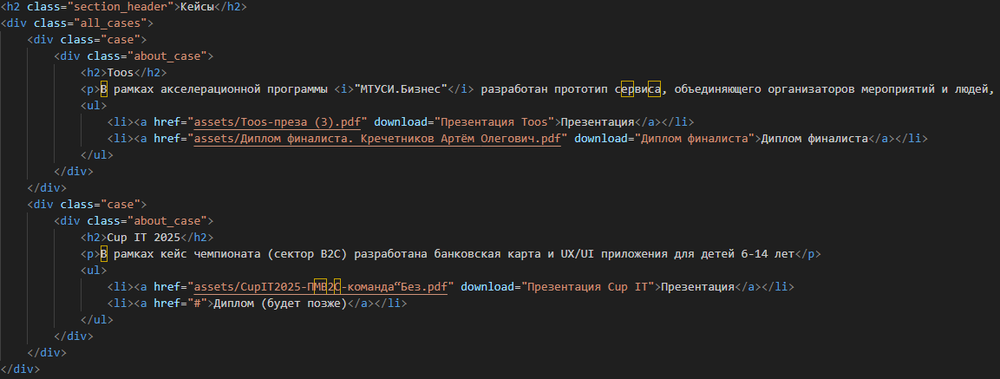 <h2 class="section_header">Кейсы</h2>
<div class="all_cases">
<div class="case">
<div class="about_case">
<h2>Toos</h2>
<p>В рамках акселерационной программы <i>"МТУСИ.Бизнес"</i> разработан прототип сервиса, объединяющего организаторов мероприятий и людей,
<ul>
<li><a href="assets/Toos-преза (3).pdf" download="Презентация Toos">Презентация</a></li>
<li><a href="assets/Диплом финалиста. Кречетников Артём Олегович.pdf" download="Диплом финалиста">Диплом финалиста</a></li>
</ul>
</div>
</div>
<div class="case">
<div class="about_case">
<h2>Cup IT 2025</h2>
<p>В рамках кейс чемпионата (сектор B2C) разработана банковская карта и UX/UI приложения для детей 6-14 лет</p>
<ul>
<li><a href="assets/CupIT2025-ПМВ2С-команда“Без.pdf" download="Презентация Cup IT">Презентация</a></li>
<li><a href="#">Диплом (будет позже)</a></li>
</ul>
</div>
</div>
</div>